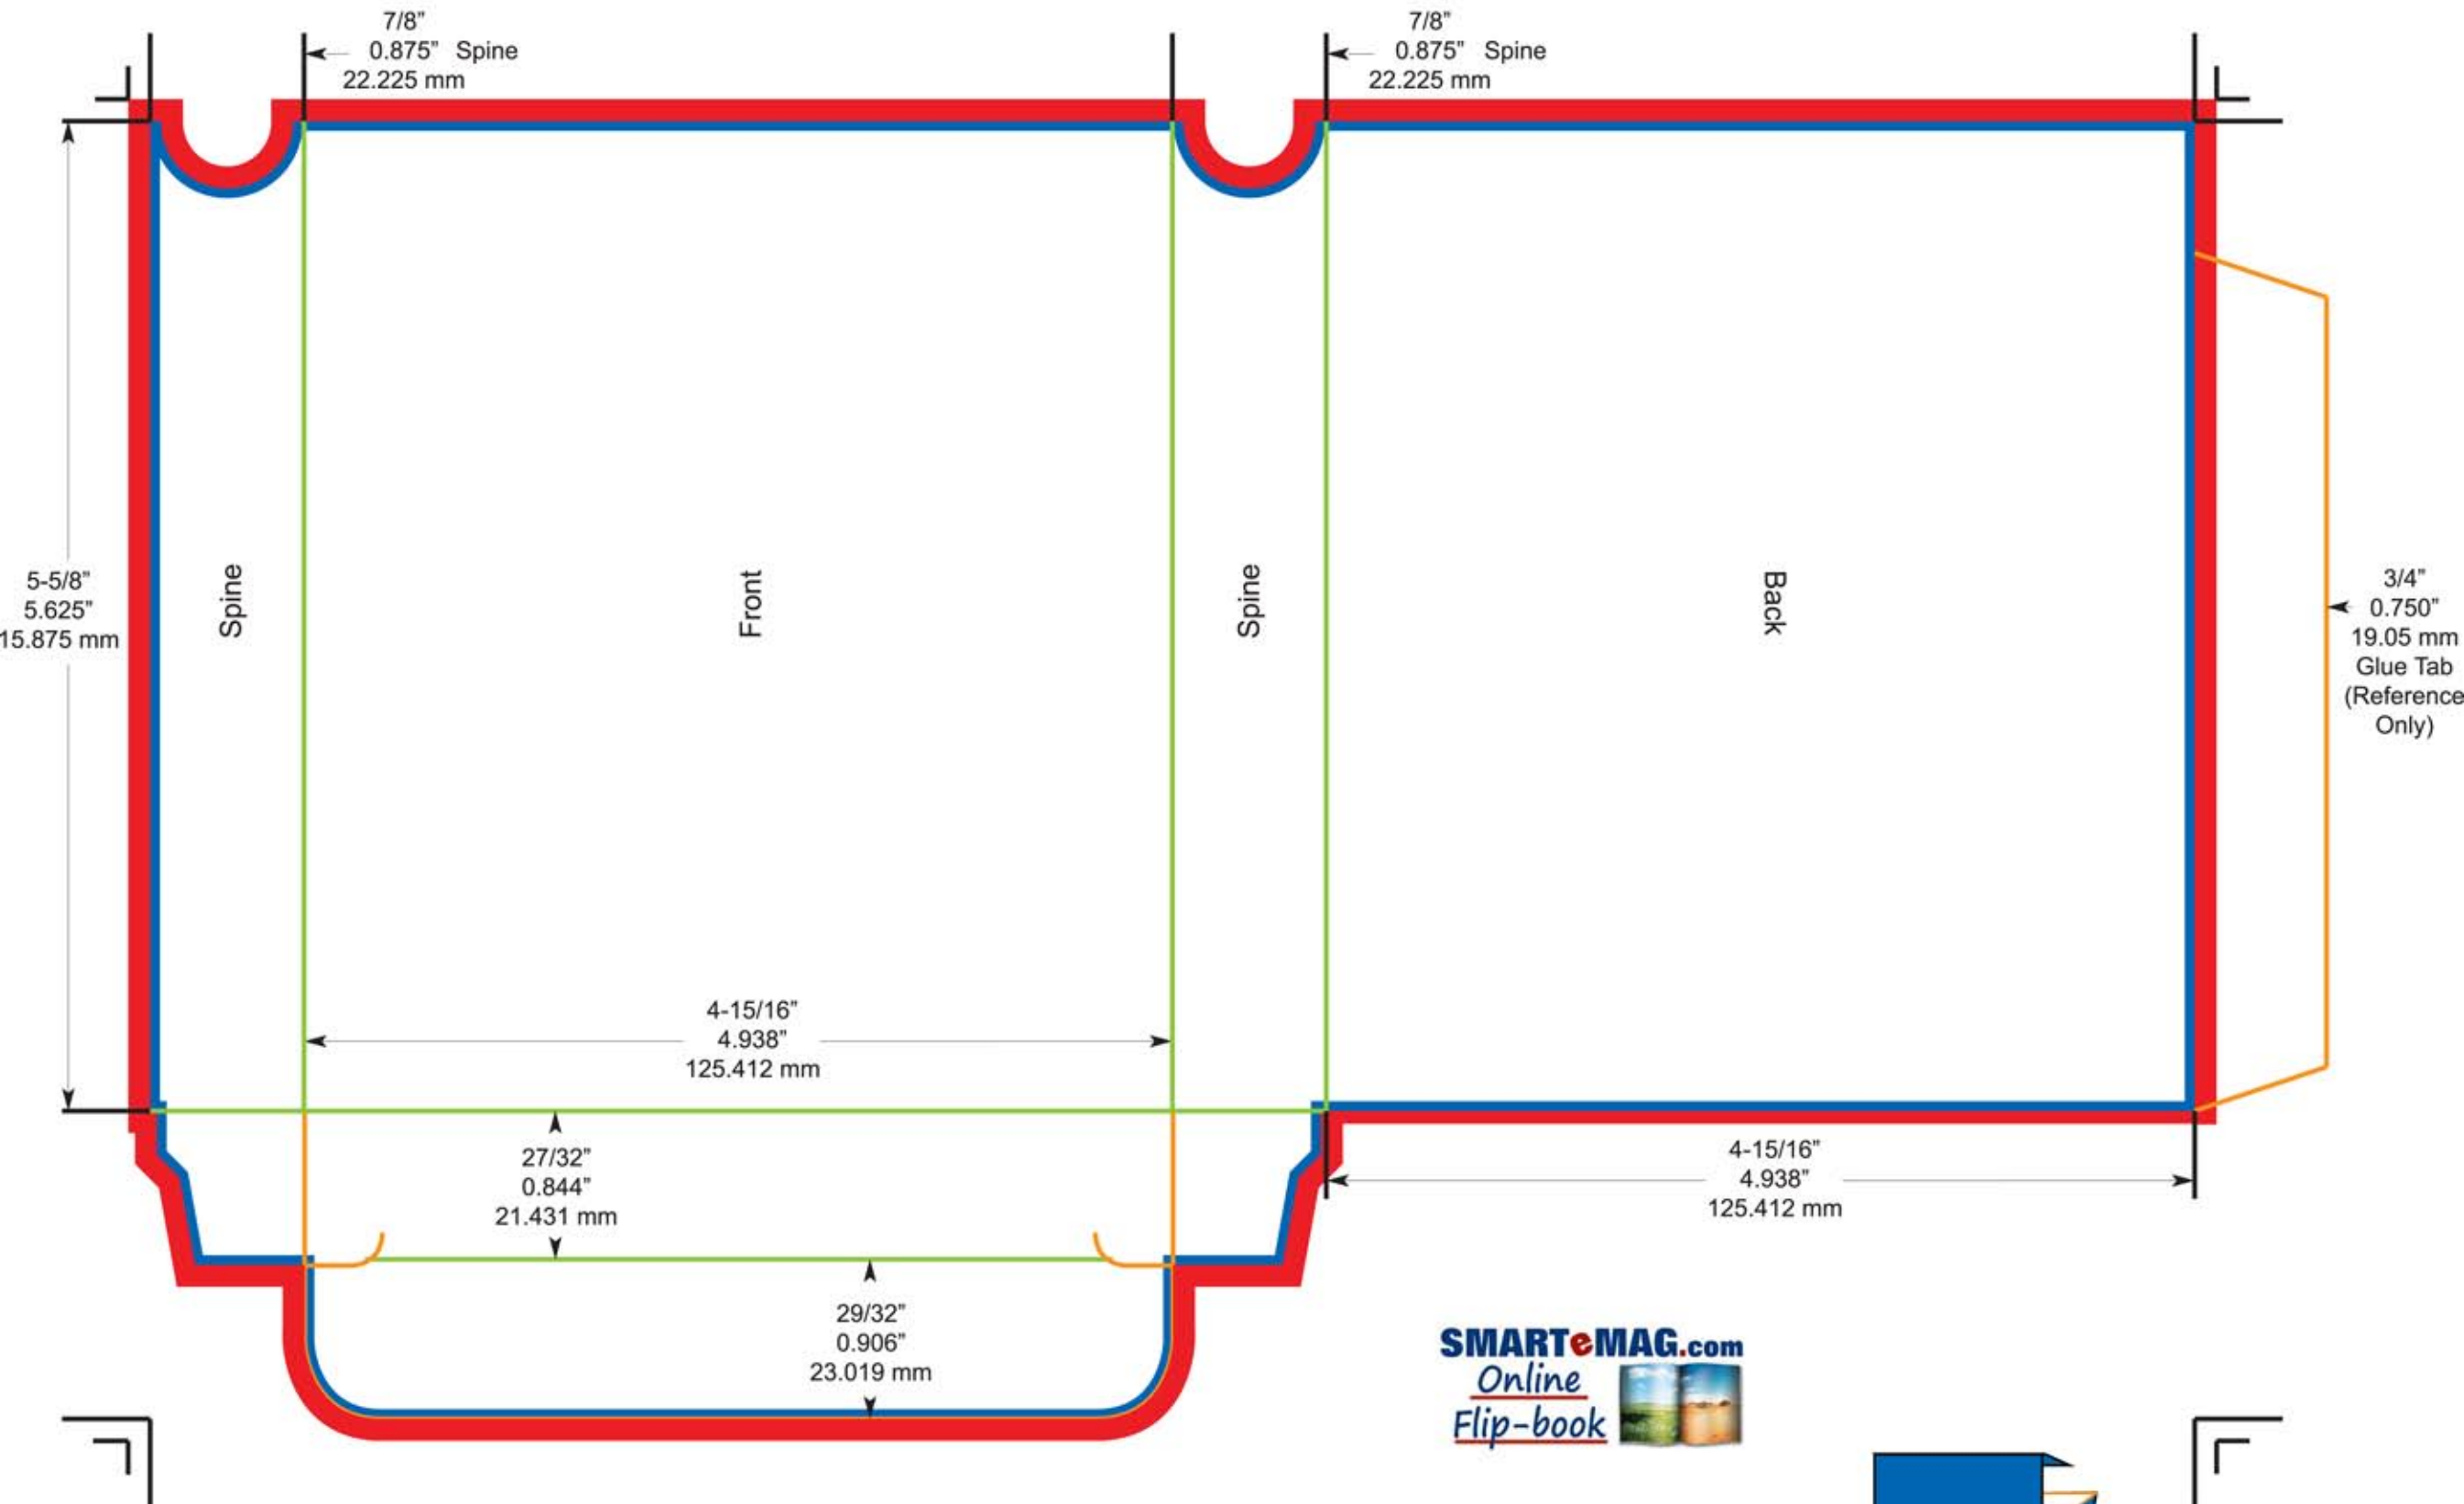 7/8”
0.875” Spine
22.225 mm
7/8”
0.875” Spine
22.225 mm
5-5/8”
5.625”
15.875 mm
Spine
Front
Spine
Back
3/4”
0.750”
19.05 mm
Glue Tab
(Reference
Only)
4-15/16”
4.938”
125.412 mm
27/32”
0.844”
21.431 mm
4-15/16”
4.938”
125.412 mm
29/32”
0.906”
23.019 mm
SMARTeMAG.com
Online
Flip-book